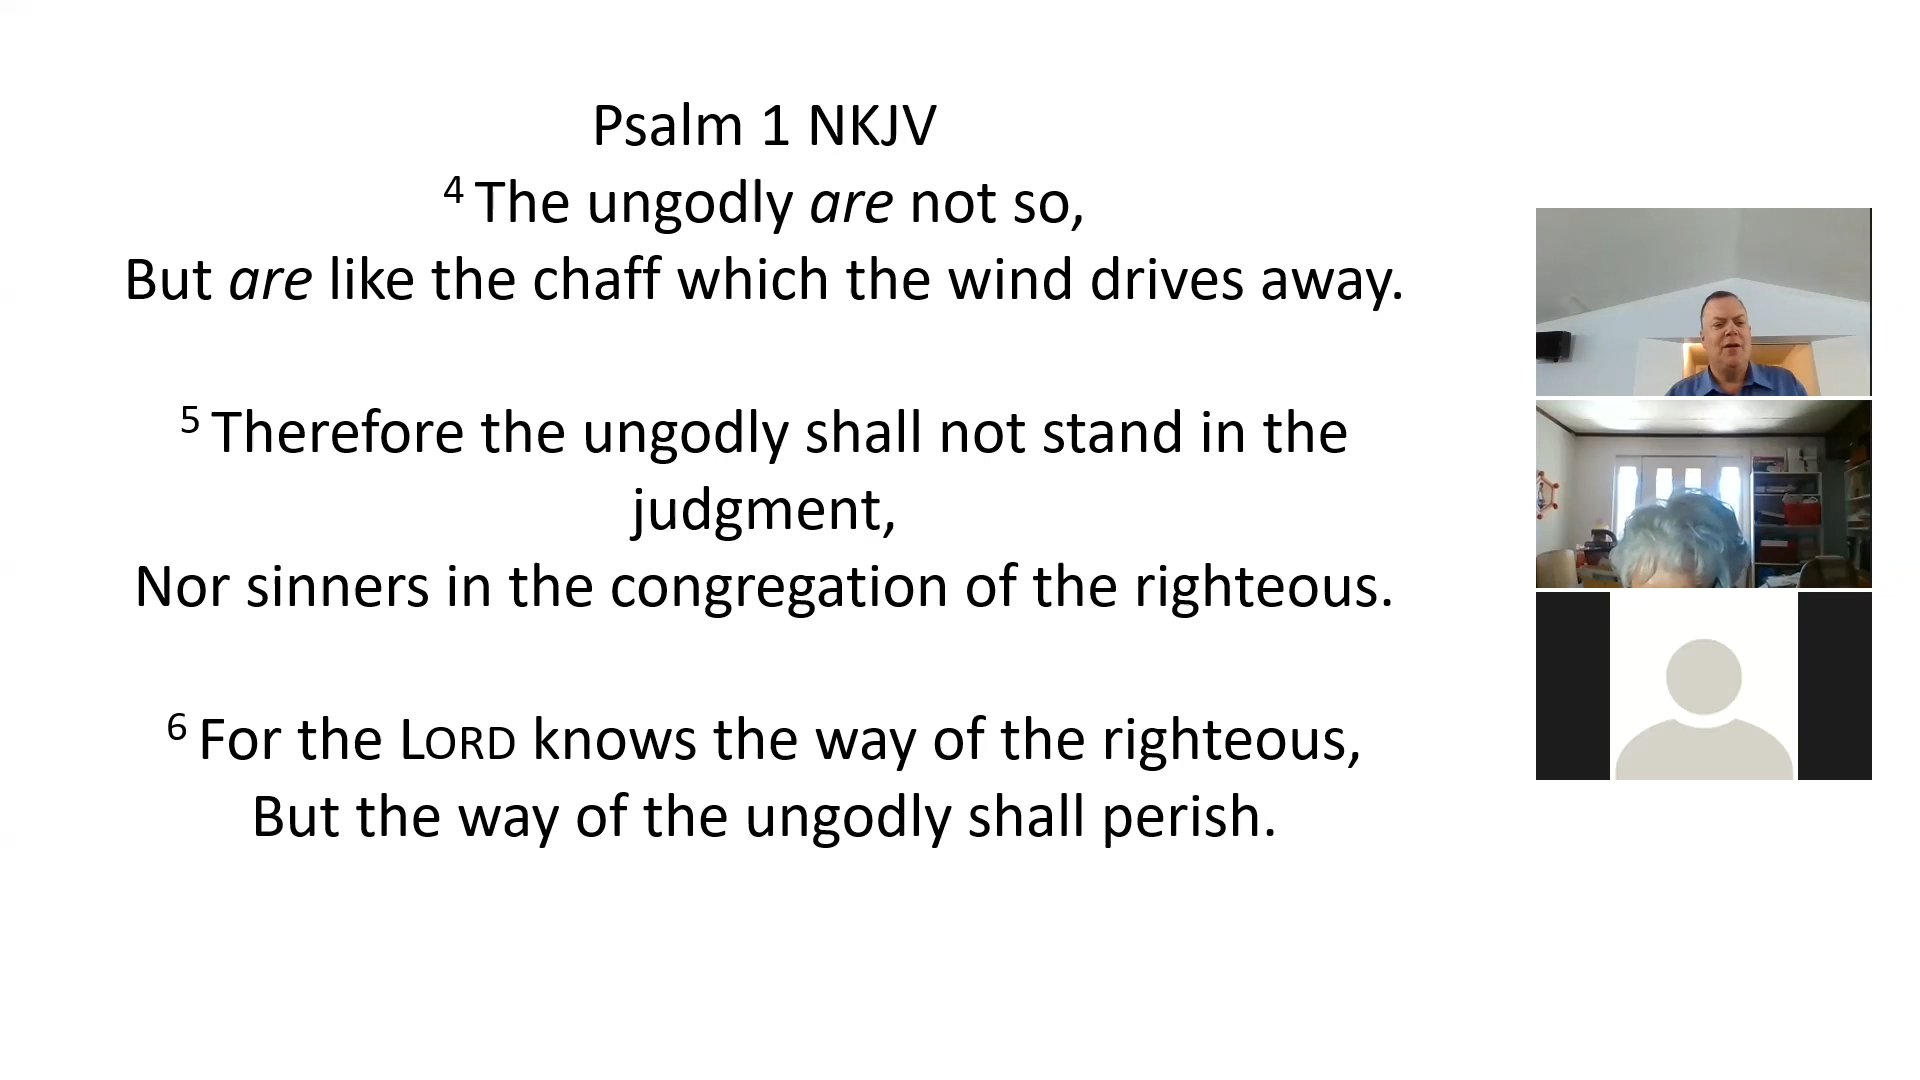 Psalm 1 NKJV
4 The ungodly are not so,
But are like the chaff which the wind drives away.
5 Therefore the ungodly shall not stand in the
judgment,
Nor sinners in the congregation of the righteous.
6 For the LORD knows the way of the righteous,
But the way of the ungodly shall perish.